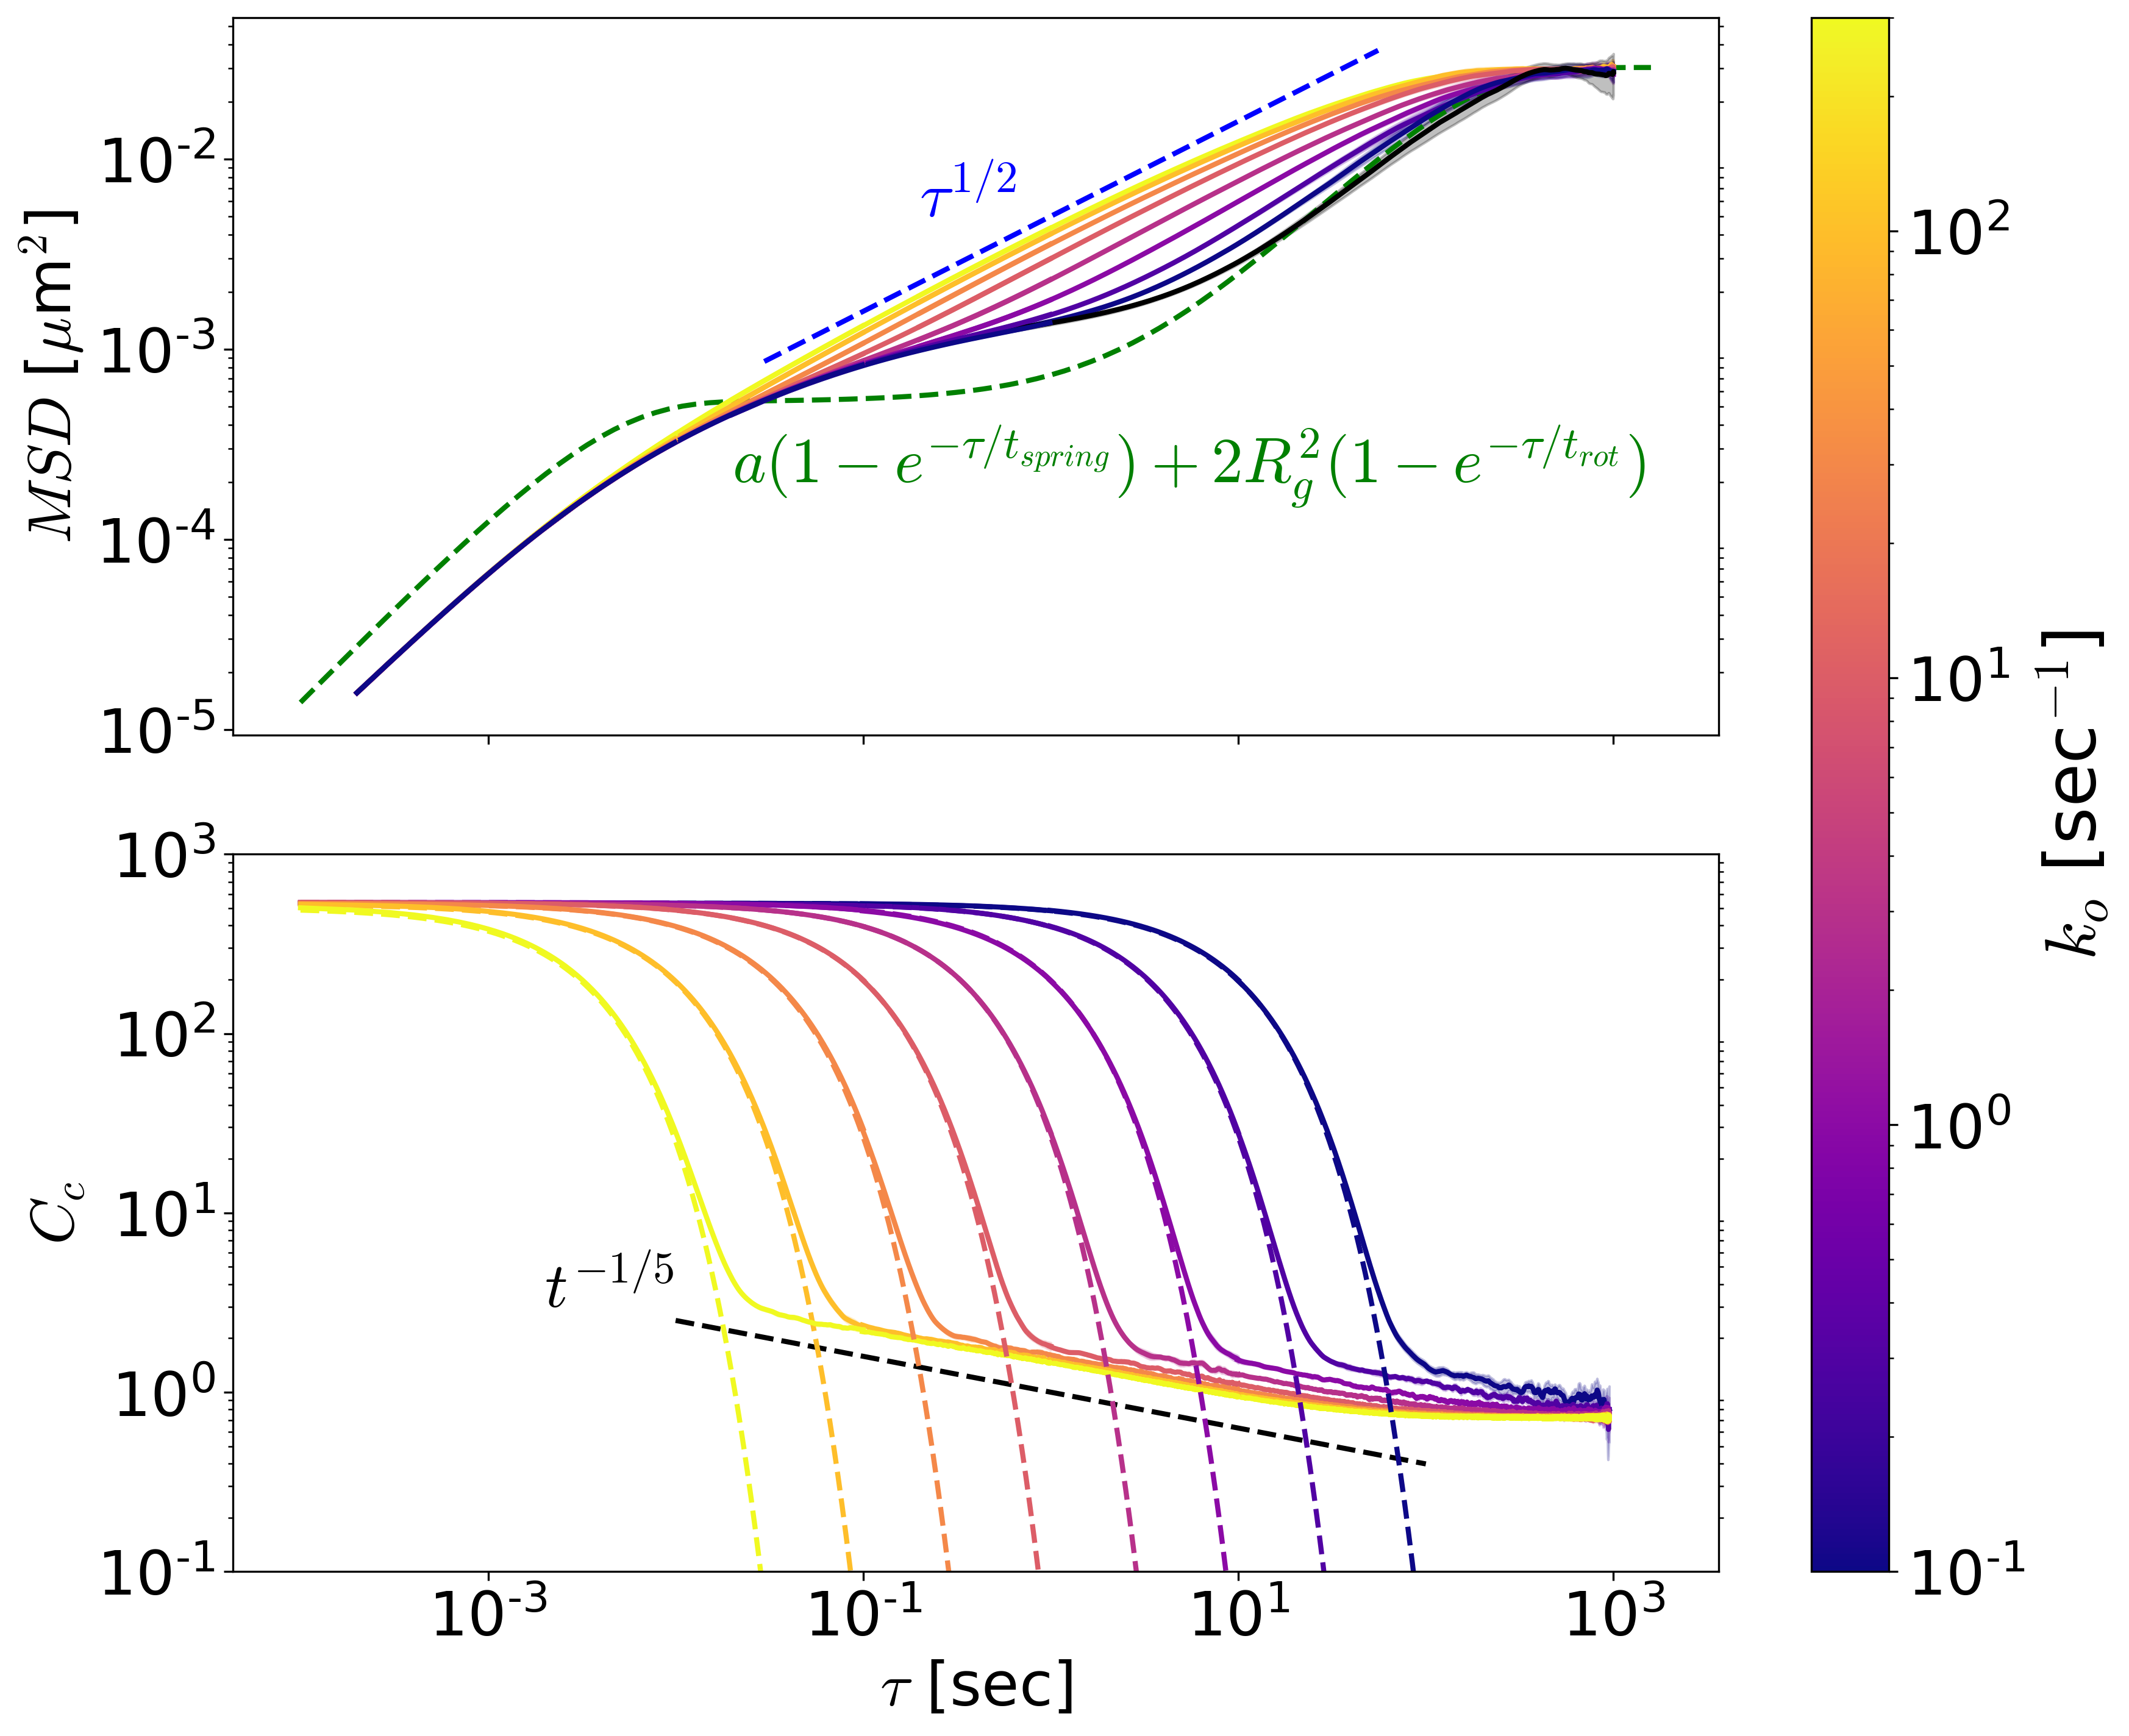 MSD [μm²]
10⁻²
10⁻³
10⁻⁴
10⁻⁵
τ^{1/2}
a(1 − e^{−τ/t_{spring}}) + 2R_g^2(1 − e^{−τ/t_{rot}})
C_c
10³
10²
10¹
10⁰
10⁻¹
t^{−1/5}
10⁻³ 10⁻¹ 10¹ 10³
τ [sec]
10²
10¹
10⁰
10⁻¹
k_o [sec⁻¹]